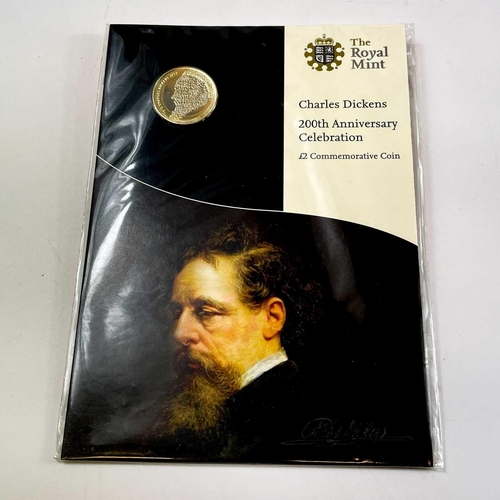 The
Royal
Mint
Charles Dickens
200th Anniversary
Celebration
£2 Commemorative Coin